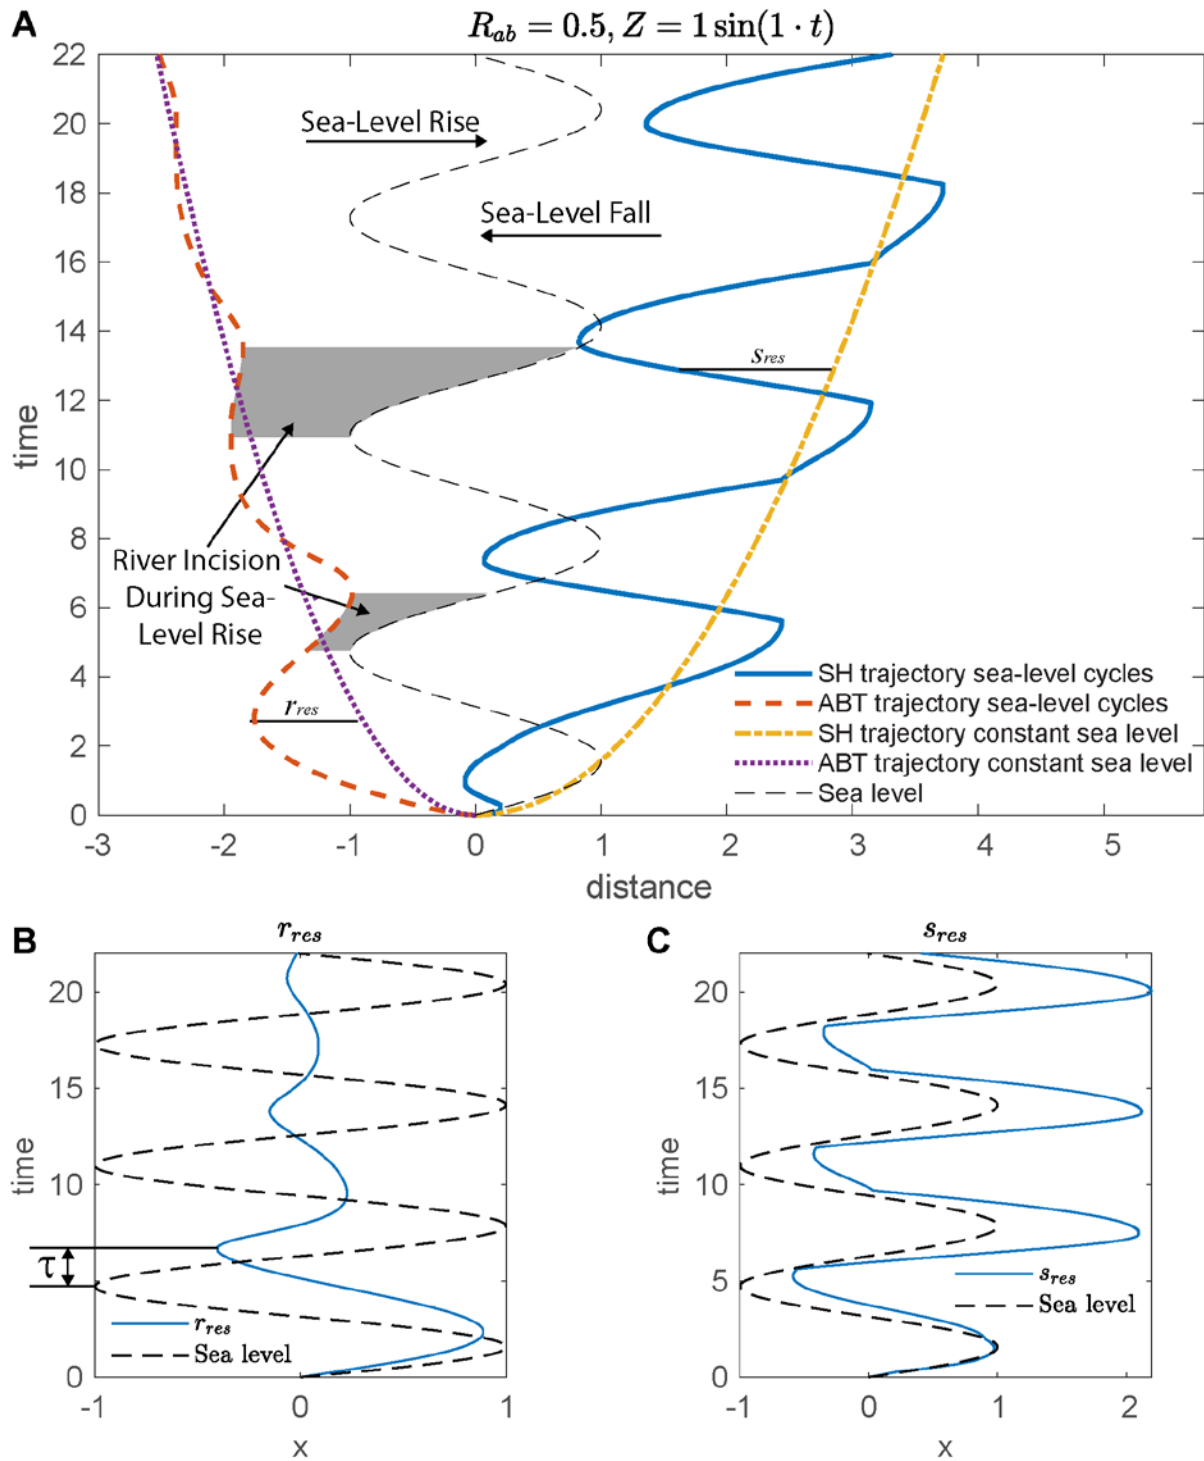 A
R_ab = 0.5, Z = 1 sin(1 · t)
22
20
18
16
14
12
10
8
6
4
2
0
time
Sea-Level Rise
Sea-Level Fall
s_res
River Incision
During Sea-
Level Rise
r_res
SH trajectory sea-level cycles
ABT trajectory sea-level cycles
SH trajectory constant sea level
ABT trajectory constant sea level
Sea level
-3 -2 -1 0 1 2 3 4 5
distance
B
r_res
20
15
10
5
0
time
τ
r_res
Sea level
-1 0 1
x
C
s_res
20
15
10
5
0
time
s_res
Sea level
-1 0 1 2
x